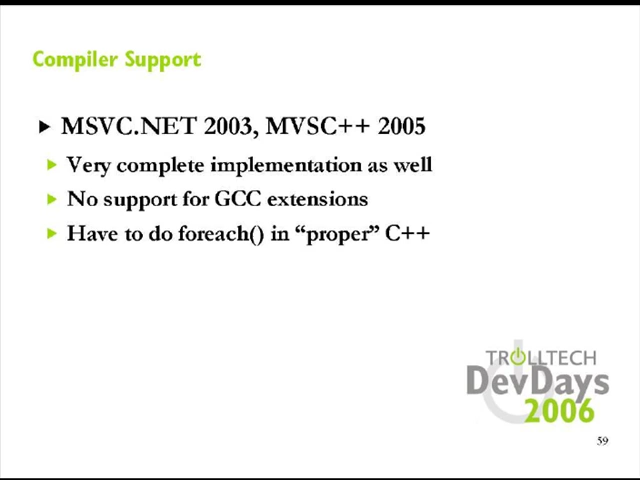 Compiler Support
MSVC.NET 2003, MVSC++ 2005
Very complete implementation as well
No support for GCC extensions
Have to do foreach() in “proper” C++
TROLLTECH
DevDays
2006
59